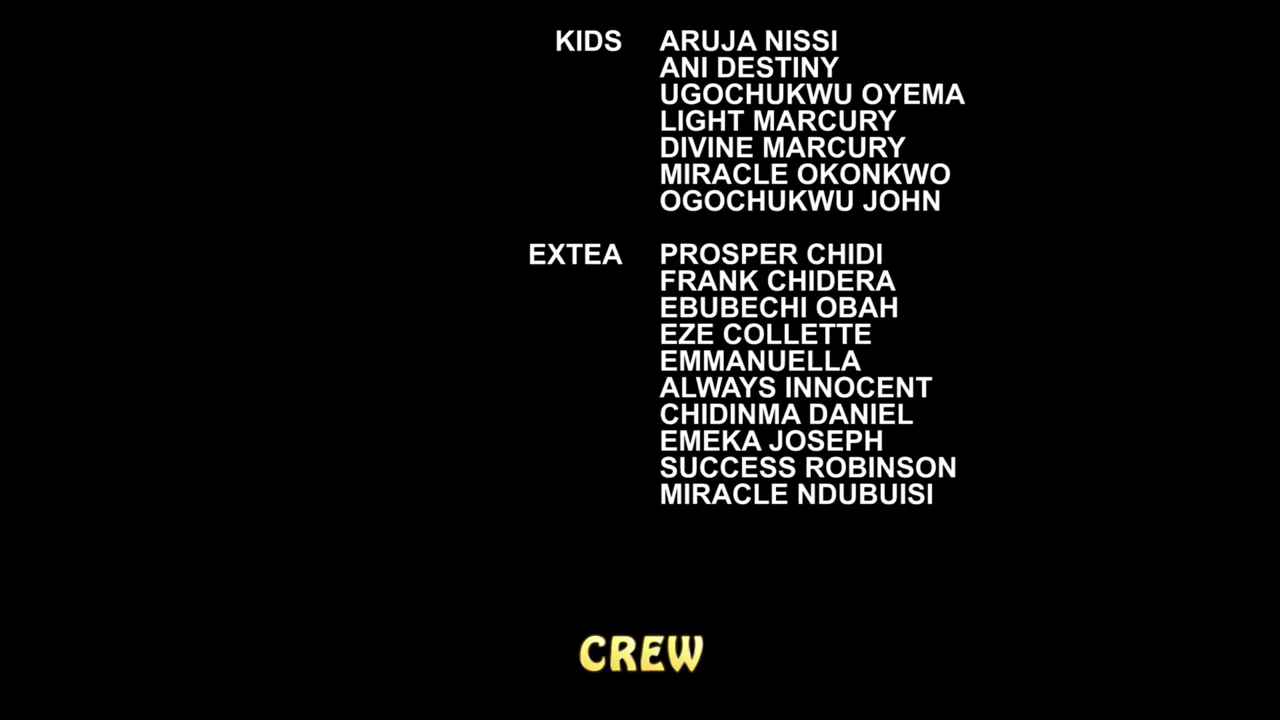 KIDS ARUJA NISSI
ANI DESTINY
UGOCHUKWU OYEMA
LIGHT MARCURY
DIVINE MARCURY
MIRACLE OKONKWO
OGOCHUKWU JOHN
EXTEA PROSPER CHIDI
FRANK CHIDERA
EBUBECHI OBAH
EZE COLLETTE
EMMANUELLA
ALWAYS INNOCENT
CHIDINMA DANIEL
EMEKA JOSEPH
SUCCESS ROBINSON
MIRACLE NDUBUISI
CREW